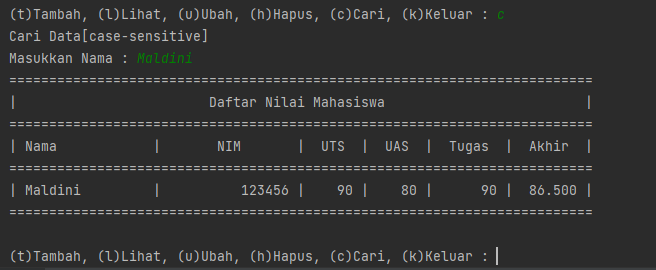 (t)Tambah, (l)Lihat, (u)Ubah, (h)Hapus, (c)Cari, (k)Keluar : c
Cari Data[case-sensitive]
Masukkan Nama : Maldini
=========================================================================
|                        Daftar Nilai Mahasiswa                         |
=========================================================================
| Nama            |       NIM       |  UTS  |  UAS  |  Tugas  |  Akhir  |
=========================================================================
| Maldini         |          123456 |    90 |    80 |      90 |  86.500 |
=========================================================================
(t)Tambah, (l)Lihat, (u)Ubah, (h)Hapus, (c)Cari, (k)Keluar :